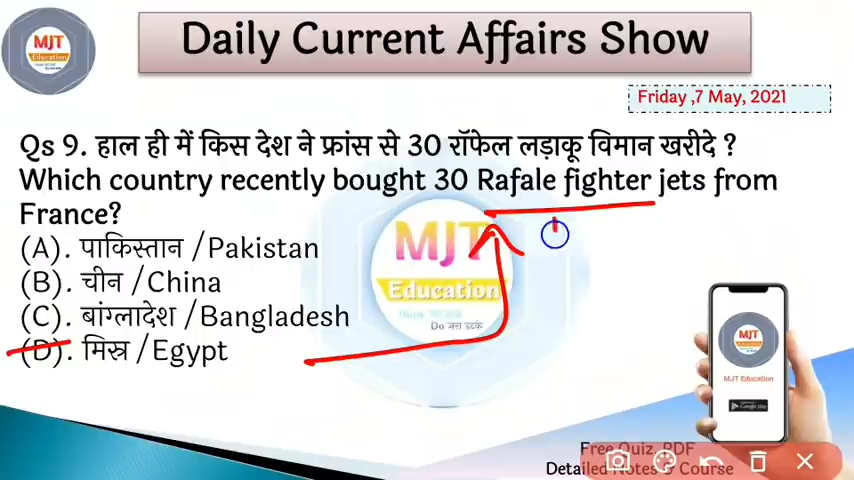 MJT
Education
Daily Current Affairs Show
Friday ,7 May, 2021
Qs 9. हाल ही में किस देश ने फ्रांस से 30 रॉफेल लड़ाकू विमान खरीदे ?
Which country recently bought 30 Rafale fighter jets from
France?
(A). पाकिस्तान /Pakistan
(B). चीन /China
(C). बांग्लादेश /Bangladesh
(D). मिस्र /Egypt
MJT
Education
MJT Education
Free Quiz, PDF
Detailed Notes & Course